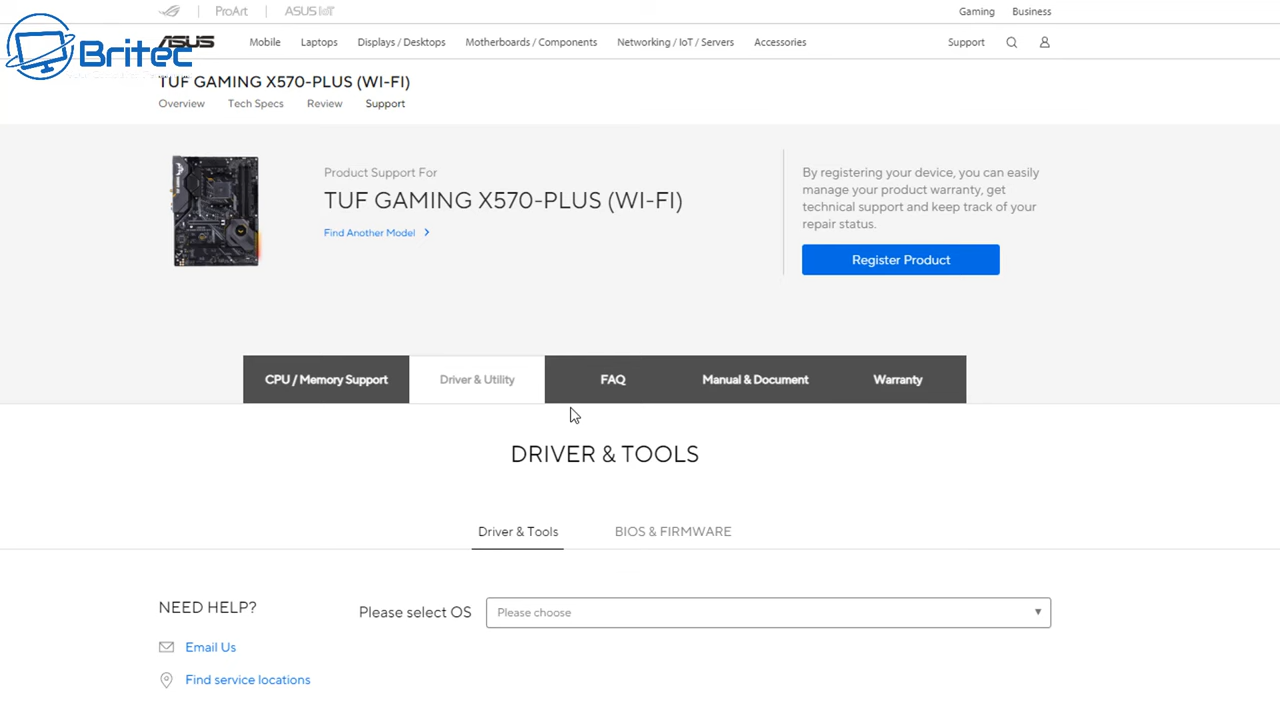 ProArt
ASUS IoT
Gaming
Business
Britec
ASUS
Mobile
Laptops
Displays / Desktops
Motherboards / Components
Networking / IoT / Servers
Accessories
Support
TUF GAMING X570-PLUS (WI-FI)
Overview
Tech Specs
Review
Support
Product Support For
TUF GAMING X570-PLUS (WI-FI)
Find Another Model
By registering your device, you can easily
manage your product warranty, get
technical support and keep track of your
repair status.
Register Product
CPU / Memory Support
Driver & Utility
FAQ
Manual & Document
Warranty
DRIVER & TOOLS
Driver & Tools
BIOS & FIRMWARE
NEED HELP?
Email Us
Find service locations
Please select OS
Please choose